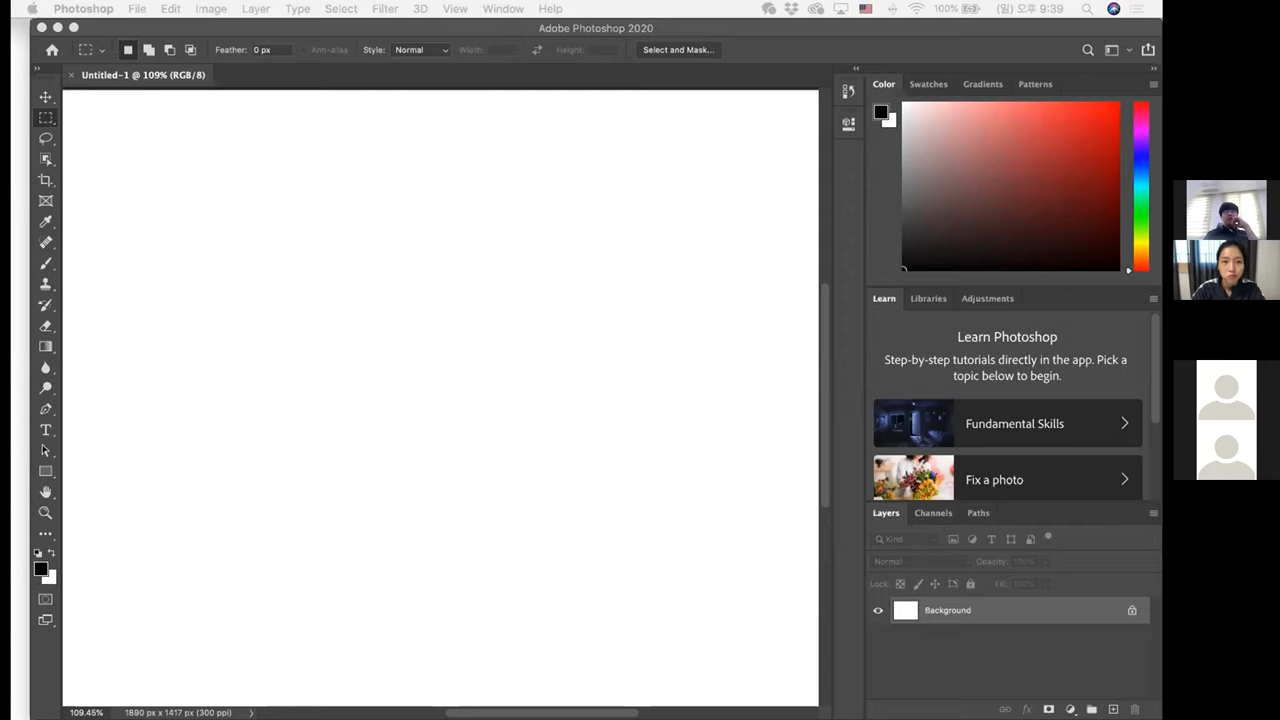 Photoshop File Edit Image Layer Type Select Filter 3D View Window Help 100% (일) 오후 9:39
Adobe Photoshop 2020
Feather: 0 px Anti-alias Style: Normal Width: Height: Select and Mask...
Untitled-1 @ 109% (RGB/8)
Color Swatches Gradients Patterns
Learn Libraries Adjustments
Learn Photoshop
Step-by-step tutorials directly in the app. Pick a
topic below to begin.
Fundamental Skills
Fix a photo
Layers Channels Paths
Kind
Normal Opacity: 100%
Lock: Fill: 100%
Background
109.45% 1890 px x 1417 px (300 ppi)